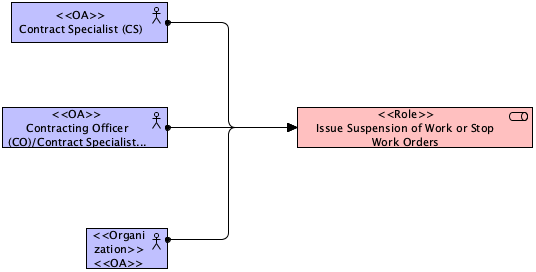 <<OA>>
Contract Specialist (CS)
<<OA>>
Contracting Officer
(CO)/Contract Specialist...
<<Role>>
Issue Suspension of Work or Stop
Work Orders
<<Organi
zation>>
<<OA>>